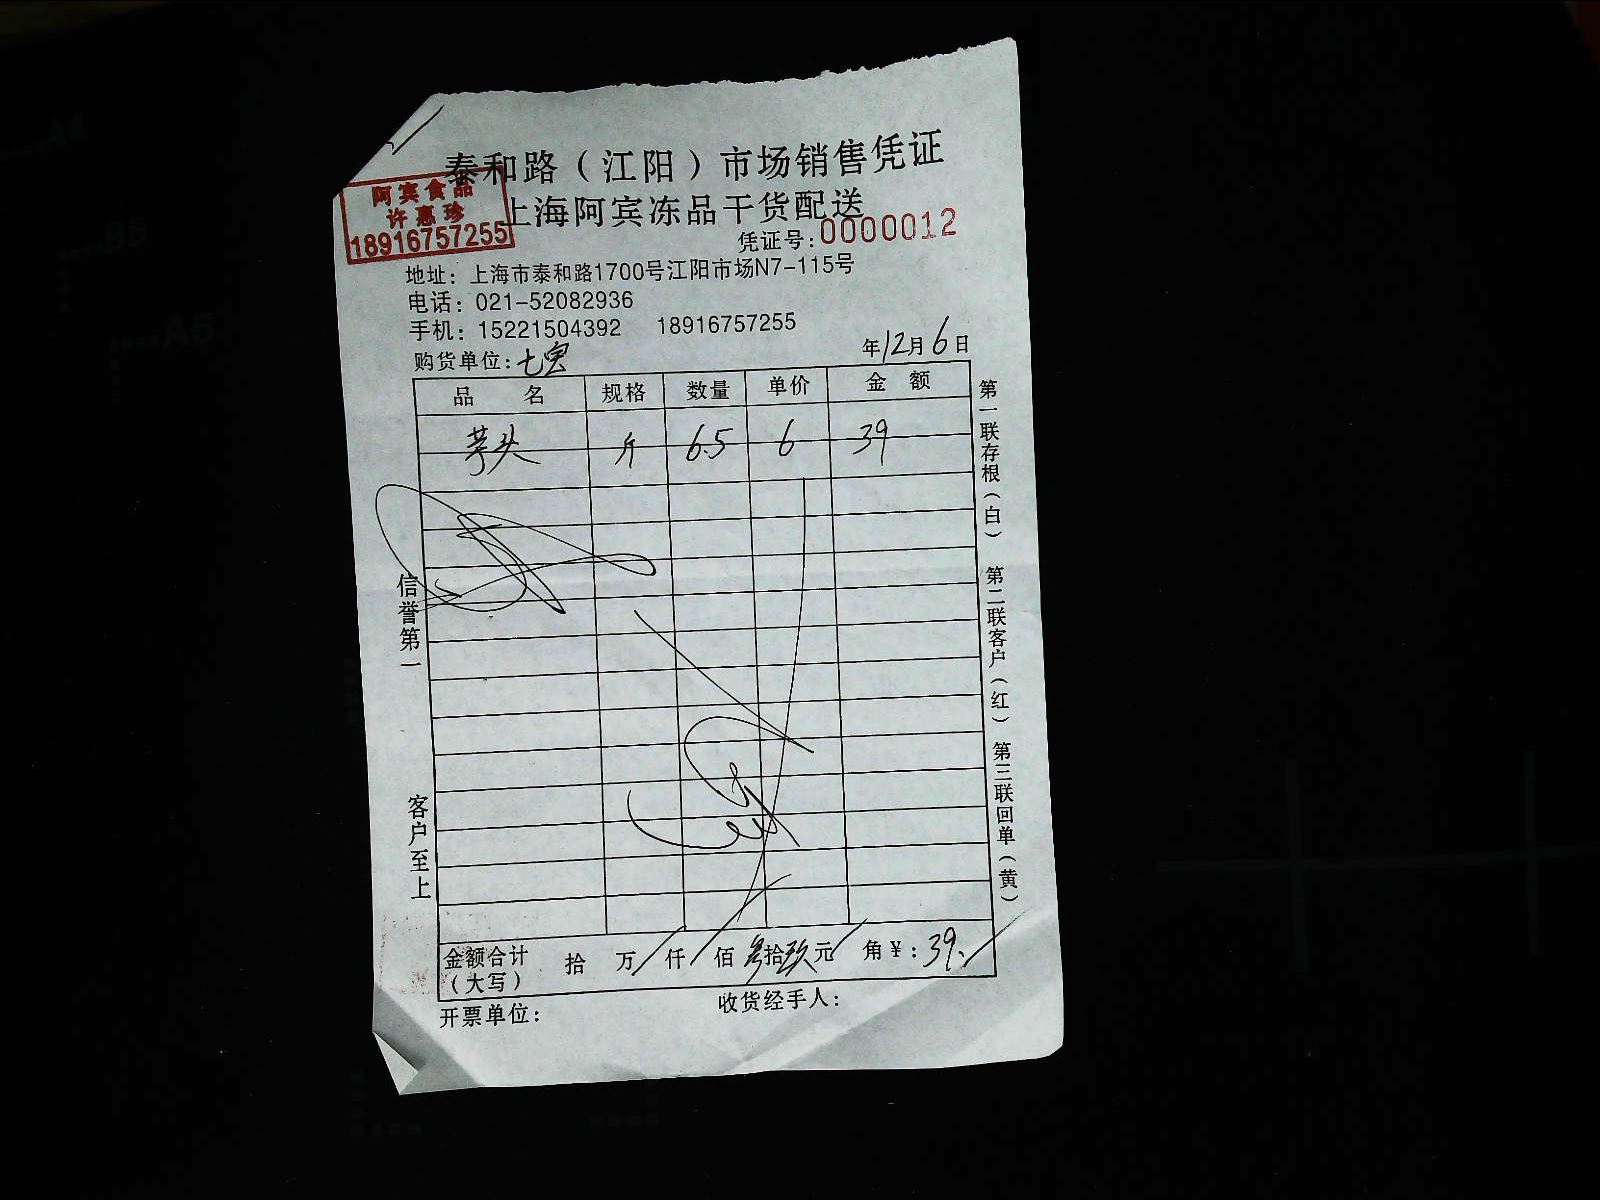 泰和路（江阳）市场销售凭证
阿宾食品
许惠珍
18916757255
上海阿宾冻品干货配送
凭证号:0000012
地址：上海市泰和路1700号江阳市场N7-115号
电话：021-52082936
手机：15221504392 18916757255
购货单位：七宝
年12月6日
品名 规格 数量 单价 金额
芋头 斤 6.5 6 39
信誉第一
客户至上
第一联存根（白） 第二联客户（红） 第三联回单（黄）
金额合计（大写） 拾 万 仟 佰 叁拾玖元 角 ¥：39.
开票单位：
收货经手人：
A4
B5
A5